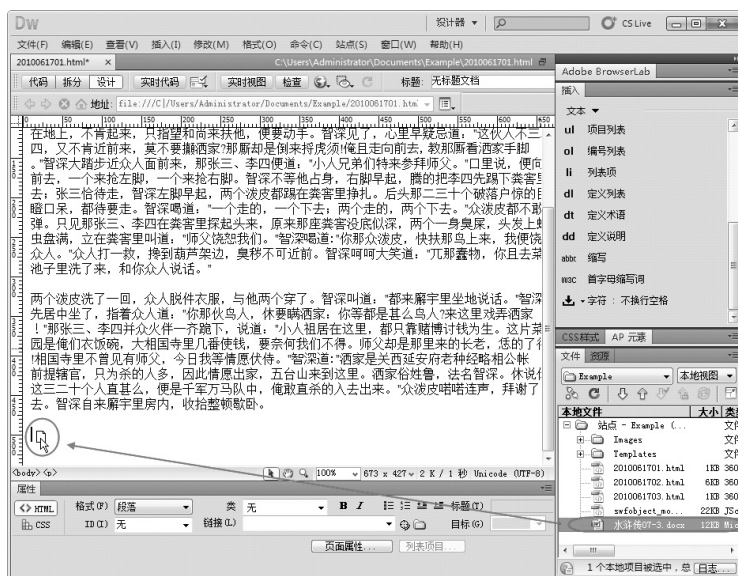 Dw
设计器
CS Live
文件(F) 编辑(E) 查看(V) 插入(I) 修改(M) 格式(O) 命令(C) 站点(S) 窗口(W) 帮助(H)
2010061701.html* × C:\Users\Administrator\Documents\Example\2010061701.html
代码 拆分 设计 实时代码 实时视图 检查 标题: 无标题文档
地址: file:///C|/Users/Administrator/Documents/Example/2010061701.html
在地上，不肯起来，只指望和尚来扶他，便要动手。智深见了，心里早疑忌道："这伙人不三
四，又不肯近前来，莫不要攧洒家?那厮却是倒来捋虎须!俺且走向前去，教那厮看洒家手脚
。"智深大踏步近众人面前来，那张三、李四便道："小人兄弟们特来参拜师父。"口里说，便向
前去，一个来抢左脚，一个来抢右脚。智深不等他占身，右脚早起，腾的把李四先踢下粪窖
去；张三恰待走，智深左脚早起，两个泼皮都踢在粪窖里挣扎。后头那二三十个破落户惊的
瞪口呆，都待要走。智深喝道："一个走的，一个下去；两个走的，两个下去。"众泼皮都不敢
弹。只见那张三、李四在粪窖里探起头来，原来那座粪窖没底似深，两个一身臭屎，头发上
虫盘满，立在粪窖里叫道："师父饶恕我们。"智深喝道："你那众泼皮，快扶那鸟上来，我便饶
众人。"众人打一救，搀到葫芦架边，臭秽不可近前。智深呵呵大笑道："兀那蠢物，你且去菜
池子里洗了来，和你众人说话。"
两个泼皮洗了一回，众人脱件衣服，与他两个穿了。智深叫道："都来廨宇里坐地说话。"智深
先居中坐了，指着众人道："你那伙鸟人，休要瞒洒家，你等都是甚么鸟人?来这里戏弄洒家
！"那张三、李四并众火伴一齐跪下，说道："小人祖居在这里，都只靠赌博讨钱为生。这片菜
园是俺们衣饭碗，大相国寺里几番使钱，要奈何我们不得。师父却是那里来的长老，恁的了
!相国寺里不曾见有师父，今日我等情愿伏侍。"智深道："洒家是关西延安府老种经略相公帐
前提辖官，只为杀的人多，因此情愿出家，五台山来到这里。洒家俗姓鲁，法名智深。休说
这三二十个人直甚么，便是千军万马队中，俺敢直杀的入去出来。"众泼皮喏喏连声，拜谢了
去。智深自来廨宇里房内，收拾整顿歇卧。
<body> <p> 100% 673 x 427 2 K / 1 秒 Unicode (UTF-8)
属性
<> HTML 格式(F) 段落 类 无 B I 标题(T)
CSS ID(I) 无 链接(L) 目标(G)
页面属性... 列表项目...
Adobe BrowserLab
插入
文本
ul 项目列表
ol 编号列表
li 列表项
dl 定义列表
dt 定义术语
dd 定义说明
abbr. 缩写
W3C 首字母缩写词
字符 : 不换行空格
CSS样式 AP 元素
文件 资源
Example 本地视图
本地文件 大小
站点 - Example (... 文件
Images 文件
Templates 文件
2010061701.html 1KB 360
2010061702.html 6KB 360
2010061703.html 1KB 360
swfobject_mo... 22KB JSc
水浒传07-3.docx 12KB Mic
1 个本地项目被选中，总 日志...